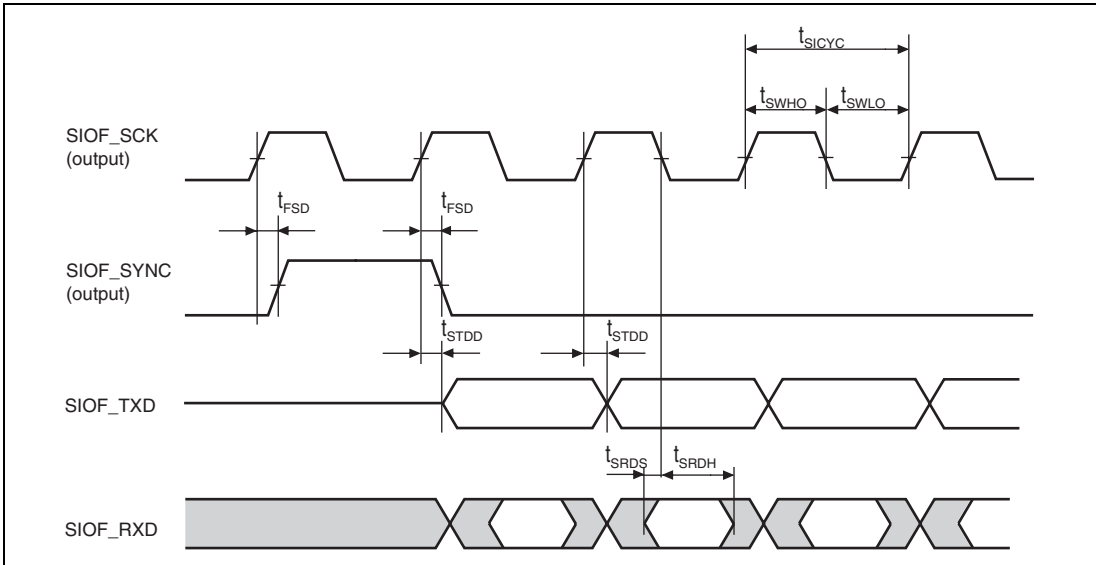 tSICYC
tSWHO tSWLO
SIOF_SCK
(output)
tFSD tFSD
SIOF_SYNC
(output)
tSTDD tSTDD
SIOF_TXD
tSRDS tSRDH
SIOF_RXD